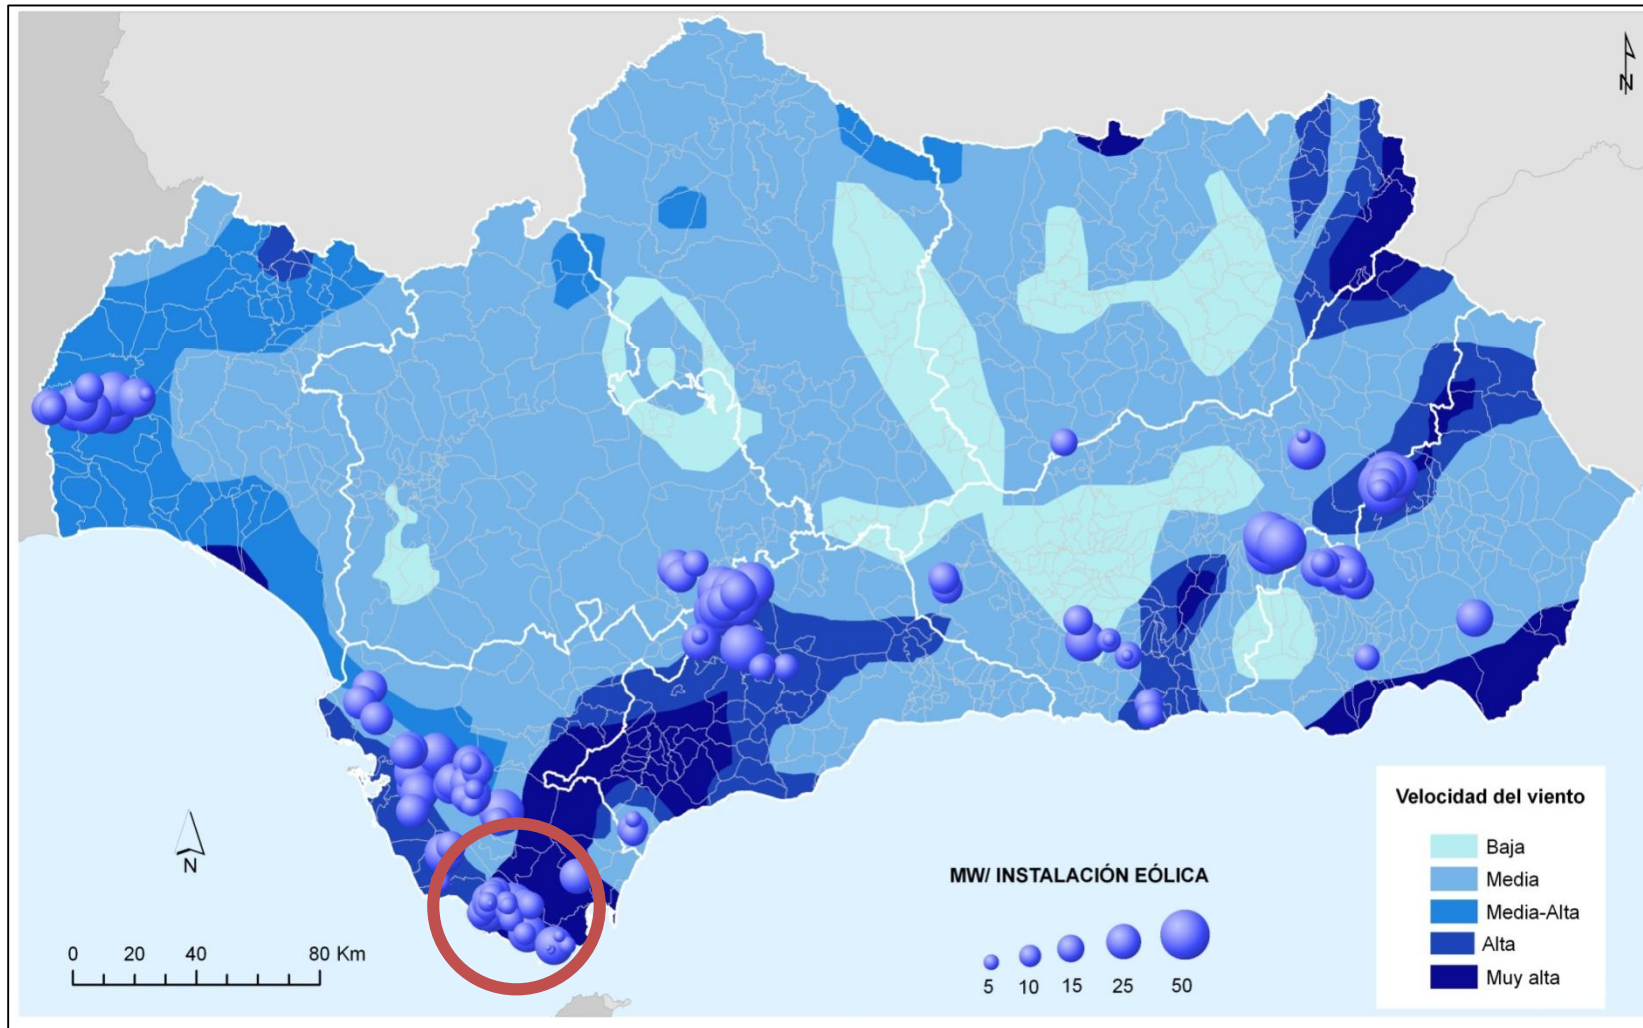 N
N
0 20 40 80 Km
MW/ INSTALACIÓN EÓLICA
5 10 15 25 50
Velocidad del viento
Baja
Media
Media-Alta
Alta
Muy alta